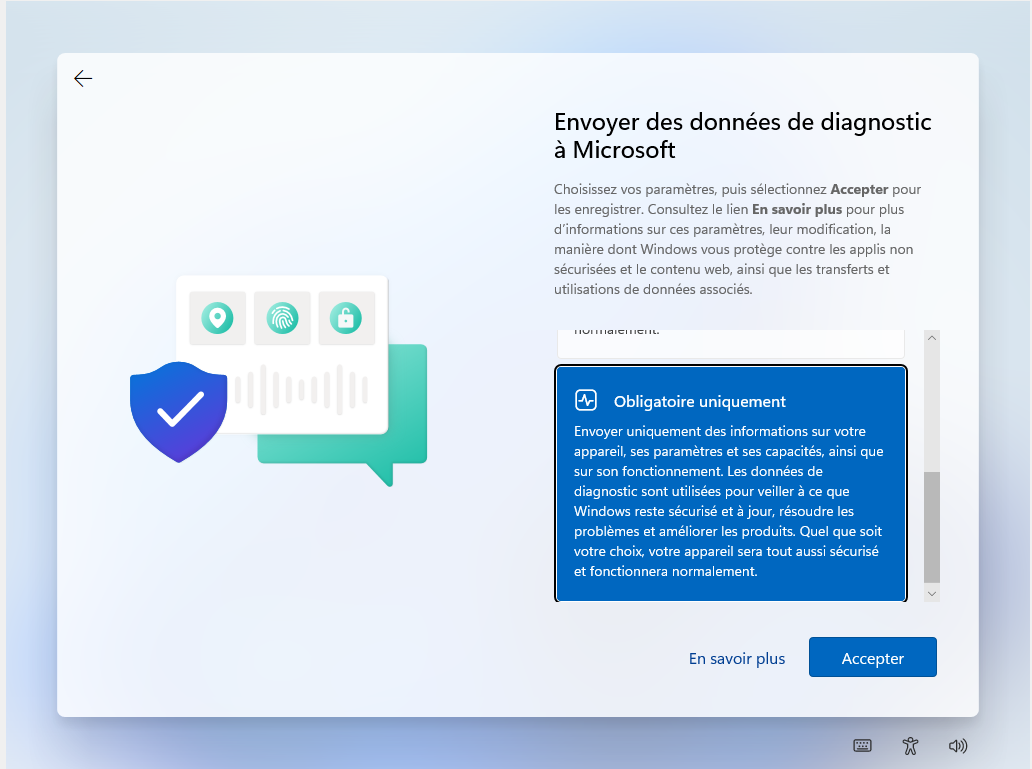 Envoyer des données de diagnostic
à Microsoft
Choisissez vos paramètres, puis sélectionnez Accepter pour
les enregistrer. Consultez le lien En savoir plus pour plus
d'informations sur ces paramètres, leur modification, la
manière dont Windows vous protège contre les applis non
sécurisées et le contenu web, ainsi que les transferts et
utilisations de données associés.
normalement.
Obligatoire uniquement
Envoyer uniquement des informations sur votre
appareil, ses paramètres et ses capacités, ainsi que
sur son fonctionnement. Les données de
diagnostic sont utilisées pour veiller à ce que
Windows reste sécurisé et à jour, résoudre les
problèmes et améliorer les produits. Quel que soit
votre choix, votre appareil sera tout aussi sécurisé
et fonctionnera normalement.
En savoir plus
Accepter